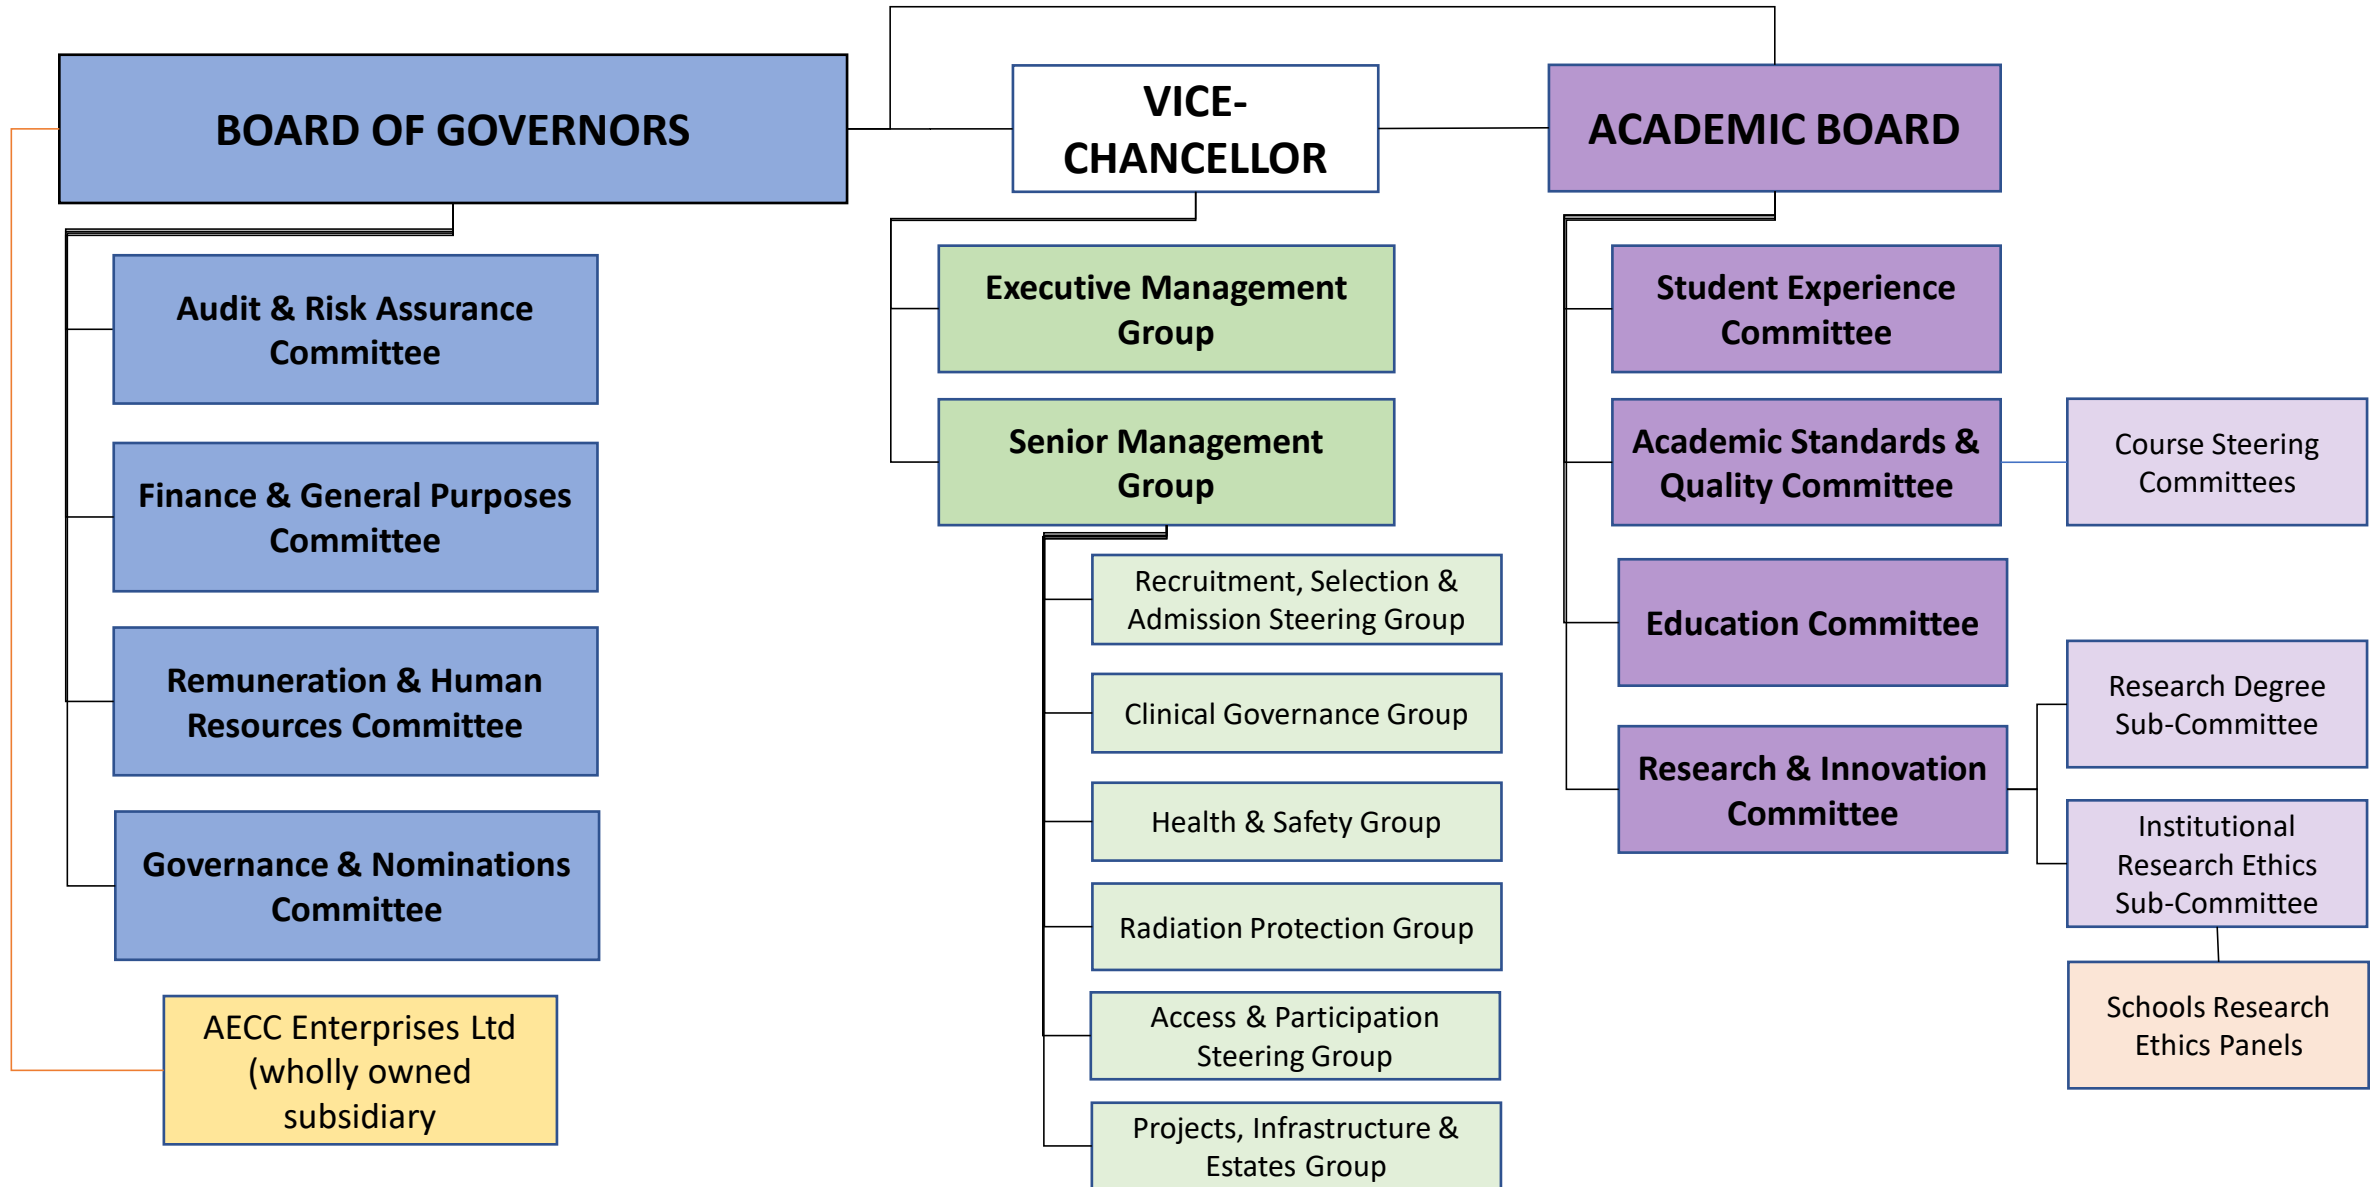 BOARD OF GOVERNORS
VICE-
CHANCELLOR
ACADEMIC BOARD
Audit & Risk Assurance
Committee
Finance & General Purposes
Committee
Remuneration & Human
Resources Committee
Governance & Nominations
Committee
AECC Enterprises Ltd
(wholly owned
subsidiary
Executive Management
Group
Senior Management
Group
Recruitment, Selection &
Admission Steering Group
Clinical Governance Group
Health & Safety Group
Radiation Protection Group
Access & Participation
Steering Group
Projects, Infrastructure &
Estates Group
Student Experience
Committee
Academic Standards &
Quality Committee
Course Steering
Committees
Education Committee
Research & Innovation
Committee
Research Degree
Sub-Committee
Institutional
Research Ethics
Sub-Committee
Schools Research
Ethics Panels